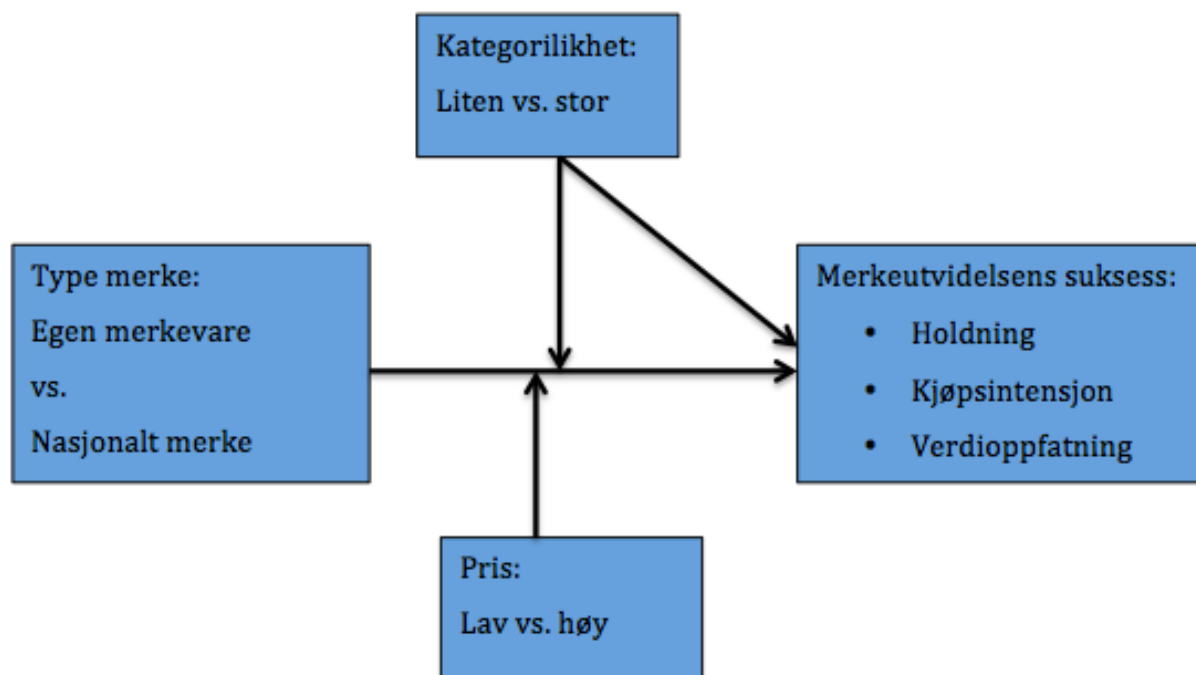 Kategorilikhet:
Liten vs. stor
Type merke:
Egen merkevare
vs.
Nasjonalt merke
Merkeutvidelsens suksess:
• Holdning
• Kjøpsintensjon
• Verdioppfatning
Pris:
Lav vs. høy